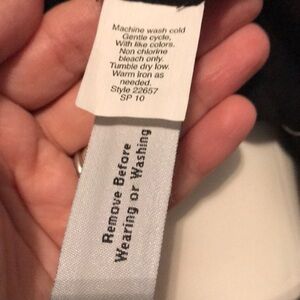 Machine wash cold
Gentle cycle,
With like colors.
Non chlorine
bleach only.
Tumble dry low.
Warm iron as
needed.
Style 22657
SP 10
Remove Before
Wearing or Washing